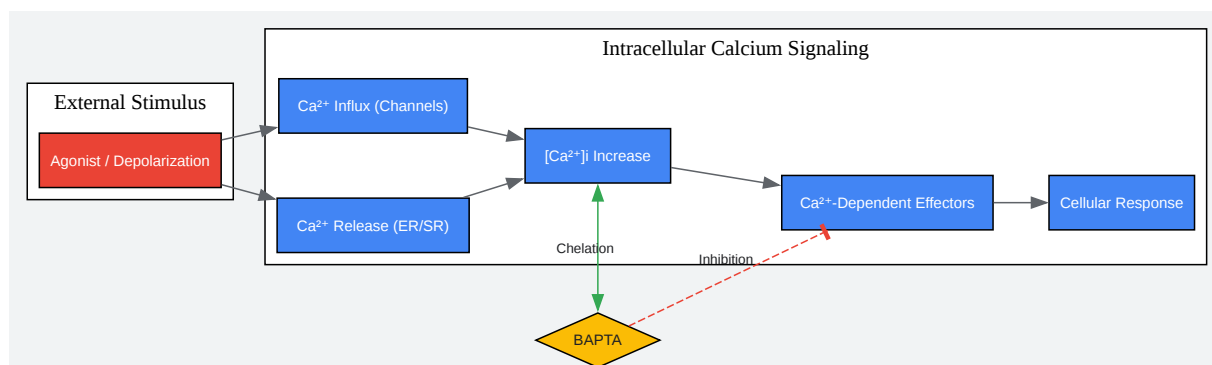 Intracellular Calcium Signaling
External Stimulus
Ca²⁺ Influx (Channels)
Agonist / Depolarization
[Ca²⁺]i Increase
Ca²⁺ Release (ER/SR)
Ca²⁺-Dependent Effectors
Cellular Response
Chelation
Inhibition
BAPTA